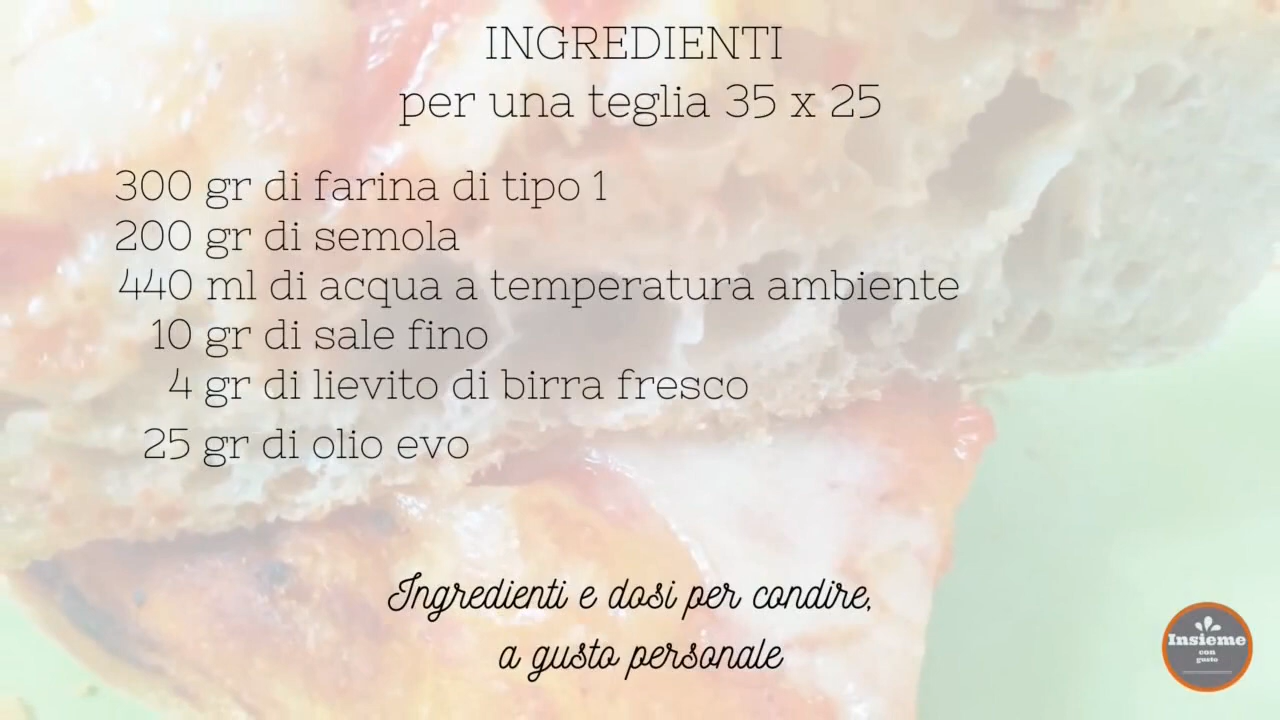 INGREDIENTI
per una teglia 35 x 25
300 gr di farina di tipo 1
200 gr di semola
440 ml di acqua a temperatura ambiente
10 gr di sale fino
4 gr di lievito di birra fresco
25 gr di olio evo
Ingredienti e dosi per condire,
a gusto personale
Insieme
con
gusto